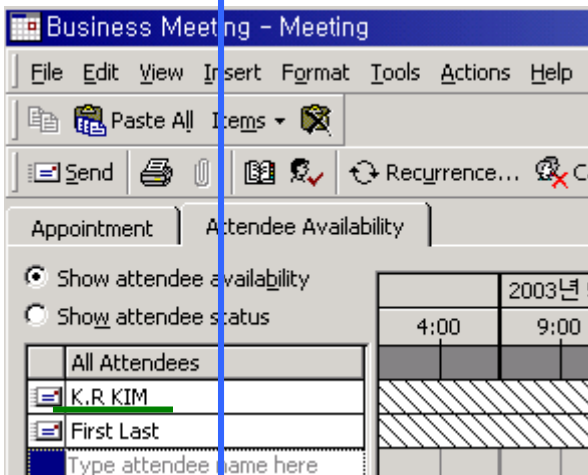 Business Meeting - Meeting
File Edit View Insert Format Tools Actions Help
Paste All Items
Send Recurrence...
Appointment Attendee Availability
Show attendee availability
Show attendee status
2003년
4:00 9:00
All Attendees
K.R KIM
First Last
Type attendee name here